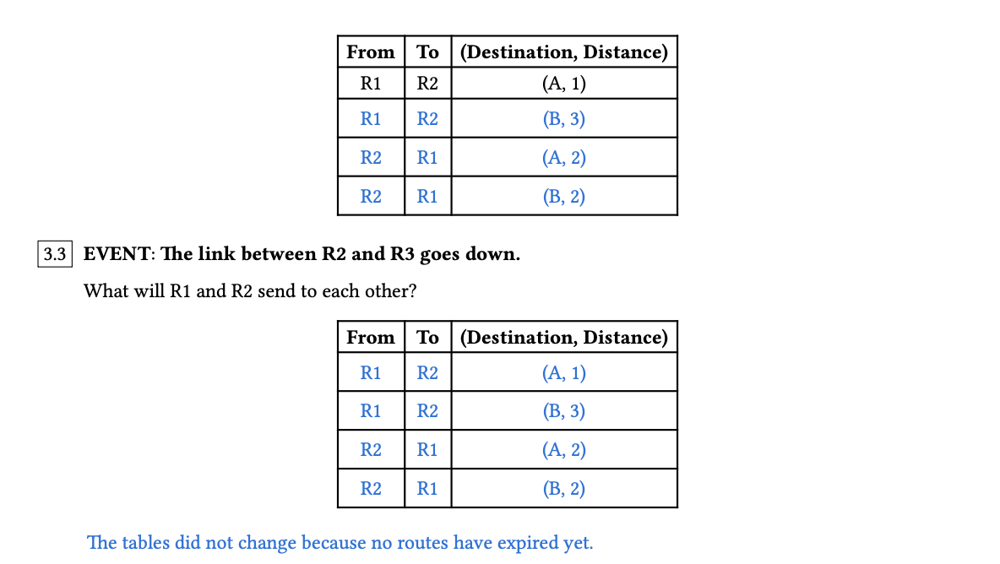 From To (Destination, Distance)
R1 R2 (A, 1)
R1 R2 (B, 3)
R2 R1 (A, 2)
R2 R1 (B, 2)
3.3 EVENT: The link between R2 and R3 goes down.
What will R1 and R2 send to each other?
From To (Destination, Distance)
R1 R2 (A, 1)
R1 R2 (B, 3)
R2 R1 (A, 2)
R2 R1 (B, 2)
The tables did not change because no routes have expired yet.